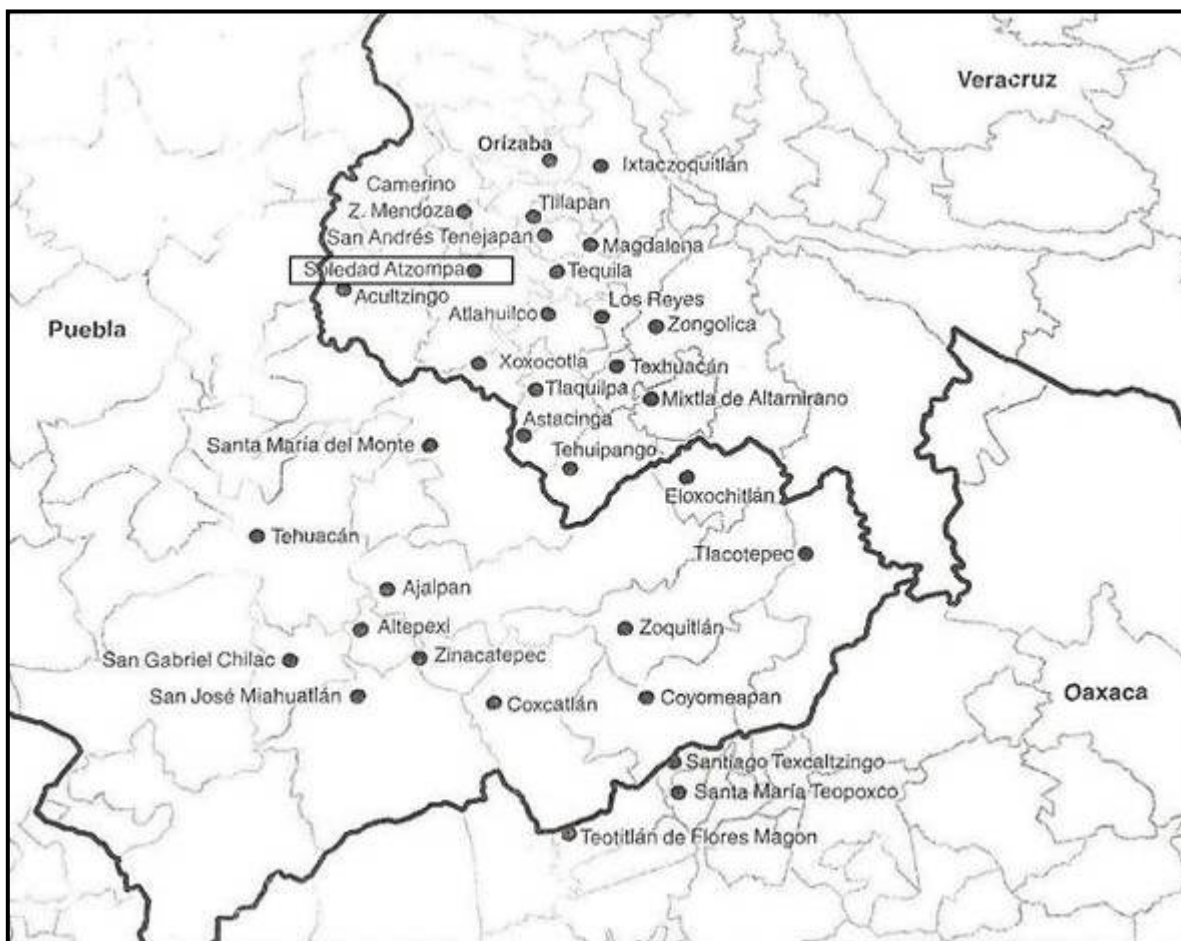 Veracruz
Orizaba
Ixtaczoquitlán
Camerino
Z. Mendoza
Tlilapan
San Andrés Tenejapan
Magdalena
Soledad Atzompa
Tequila
Acultzingo
Los Reyes
Atlahuilco
Zongolica
Puebla
Xoxocotla
Texhuacán
Tlaquilpa
Mixtla de Altamirano
Astacinga
Santa María del Monte
Tehuipango
Eloxochitlán
Tehuacán
Tlacotepec
Ajalpan
Altepexi
Zoquitlán
San Gabriel Chilac
Zinacatepec
San José Miahuatlán
Coxcatlán
Coyomeapan
Oaxaca
Santiago Texcaltzingo
Santa María Teopoxco
Teotitlán de Flores Magon